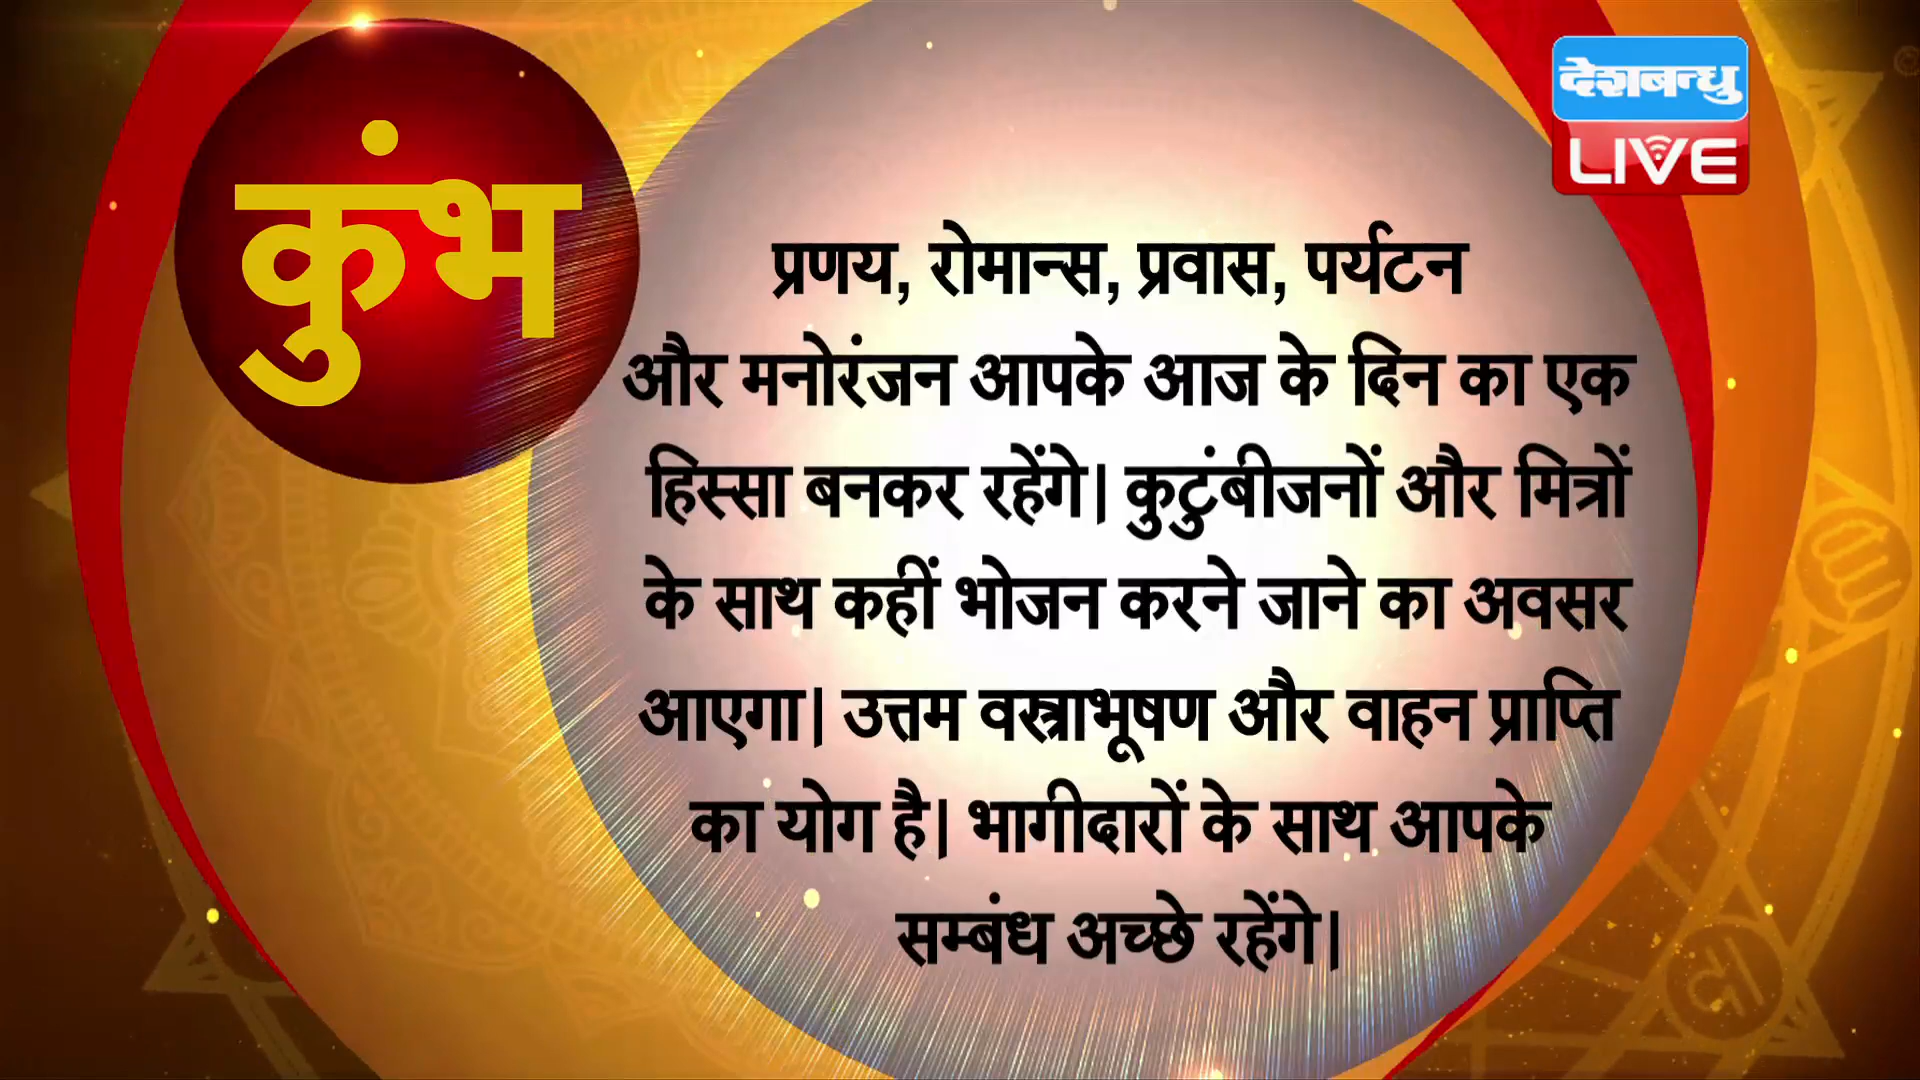 कुंभ
देशबन्धु
LIVE
प्रणय, रोमान्स, प्रवास, पर्यटन
और मनोरंजन आपके आज के दिन का एक
हिस्सा बनकर रहेंगे| कुटुंबीजनों और मित्रों
के साथ कहीं भोजन करने जाने का अवसर
आएगा| उत्तम वस्त्राभूषण और वाहन प्राप्ति
का योग है| भागीदारों के साथ आपके
सम्बंध अच्छे रहेंगे|